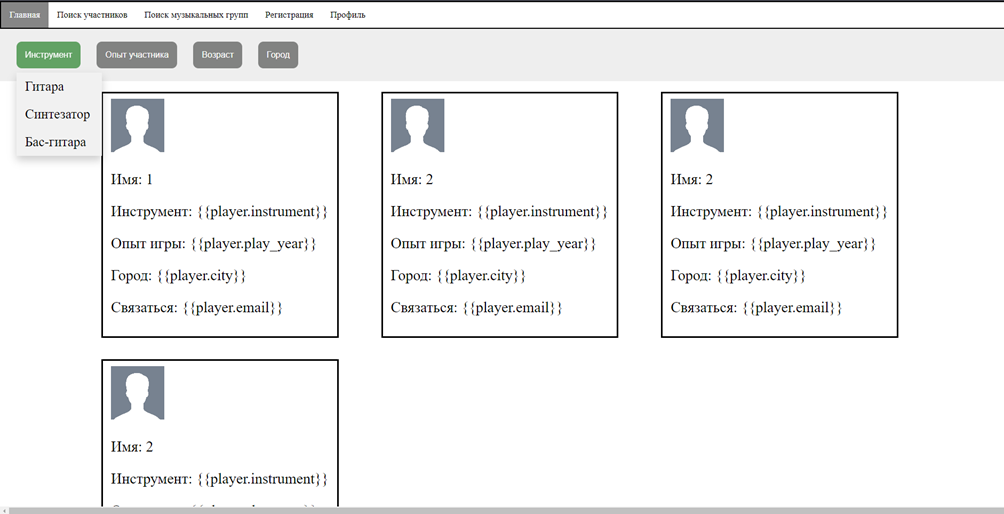 Главная Поиск участников Поиск музыкальных групп Регистрация Профиль
Инструмент Опыт участника Возраст Город
Гитара
Синтезатор
Бас-гитара
Имя: 1
Инструмент: {{player.instrument}}
Опыт игры: {{player.play_year}}
Город: {{player.city}}
Связаться: {{player.email}}
Имя: 2
Инструмент: {{player.instrument}}
Опыт игры: {{player.play_year}}
Город: {{player.city}}
Связаться: {{player.email}}
Имя: 2
Инструмент: {{player.instrument}}
Опыт игры: {{player.play_year}}
Город: {{player.city}}
Связаться: {{player.email}}
Имя: 2
Инструмент: {{player.instrument}}